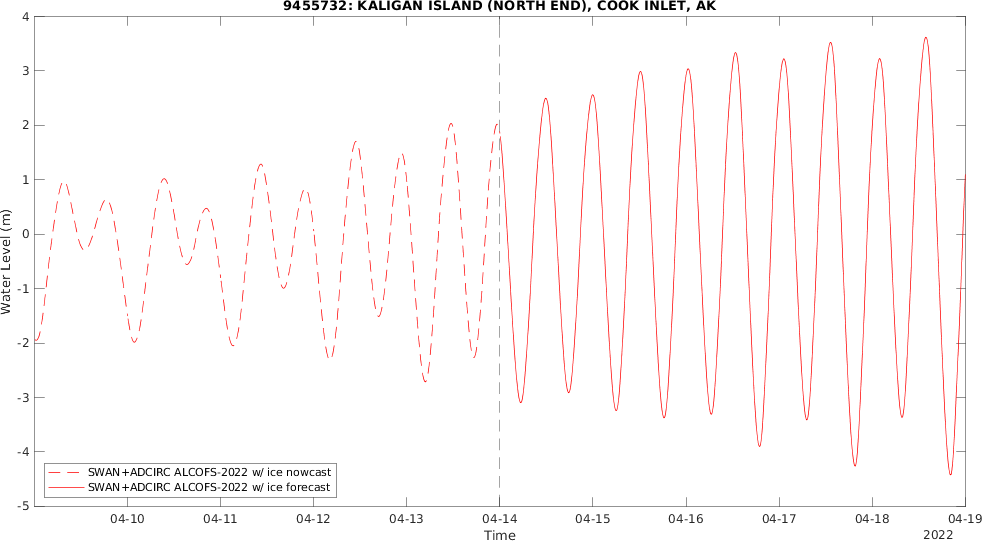 9455732: KALIGAN ISLAND (NORTH END), COOK INLET, AK
4
3
2
1
0
-1
-2
-3
-4
-5
Water Level (m)
SWAN+ADCIRC ALCOFS-2022 w/ ice nowcast
SWAN+ADCIRC ALCOFS-2022 w/ ice forecast
04-10 04-11 04-12 04-13 04-14 04-15 04-16 04-17 04-18 04-19
Time
2022